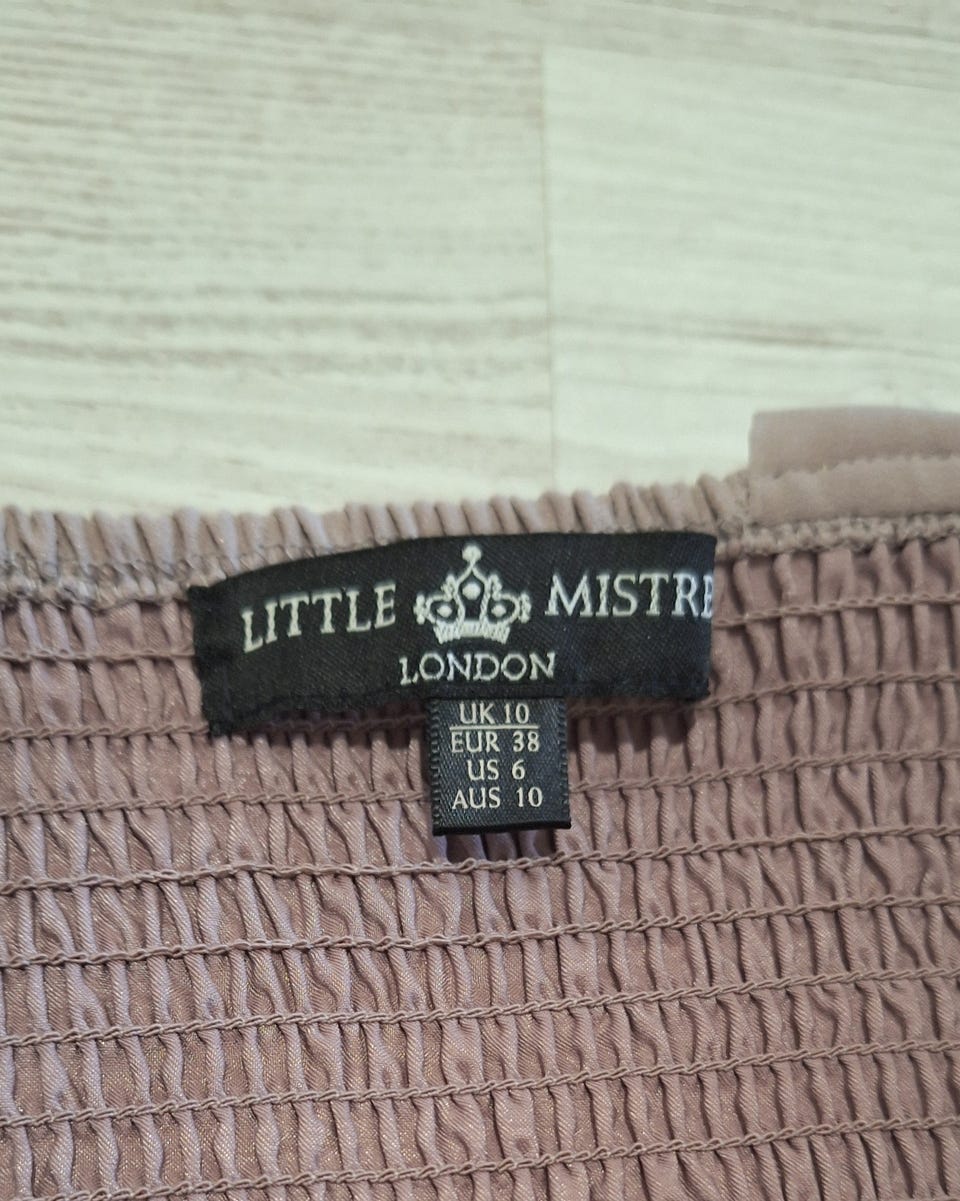 LITTLE MISTRE
LONDON
UK 10
EUR 38
US 6
AUS 10